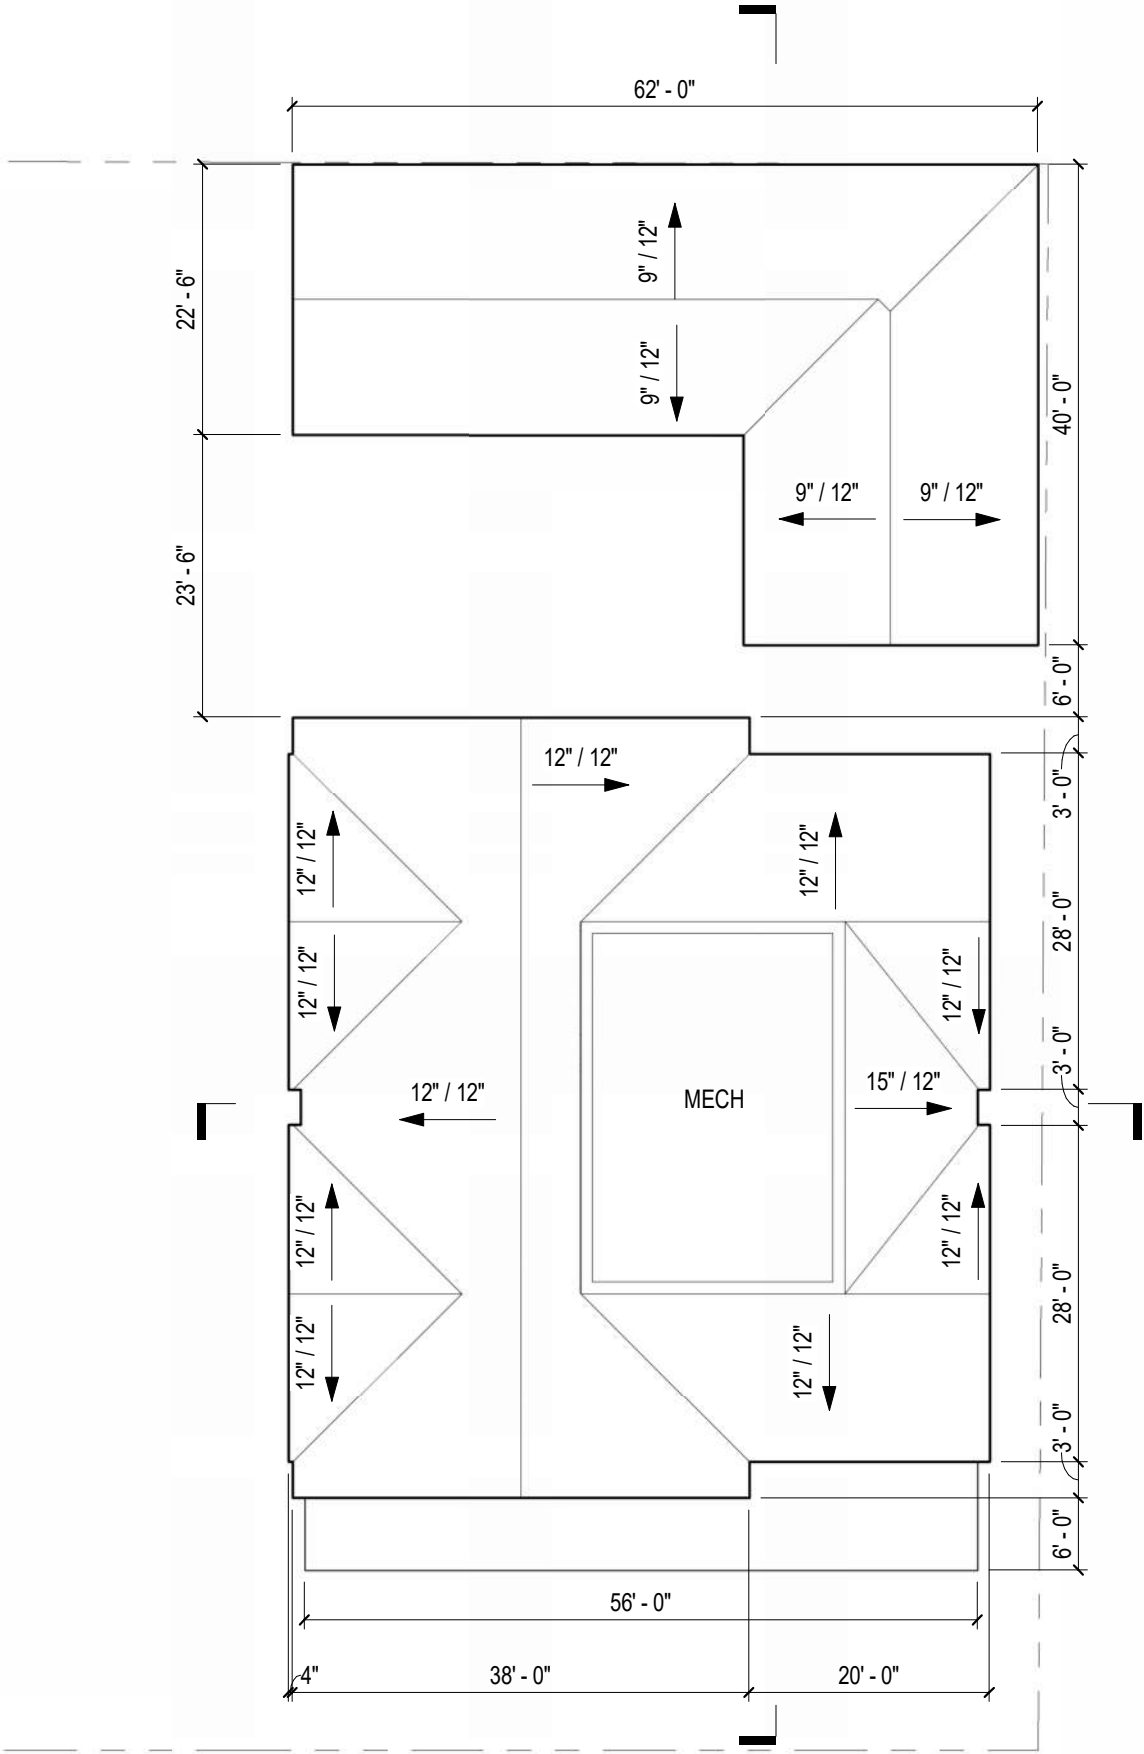 62' - 0"
9" / 12"
22' - 6"
9" / 12"
40' - 0"
9" / 12"
9" / 12"
23' - 6"
6' - 0"
12" / 12"
3' - 0"
12" / 12"
12" / 12"
28' - 0"
12" / 12"
12" / 12"
3' - 0"
12" / 12"
MECH
15" / 12"
12" / 12"
12" / 12"
28' - 0"
12" / 12"
12" / 12"
3' - 0"
6' - 0"
56' - 0"
4"
38' - 0"
20' - 0"